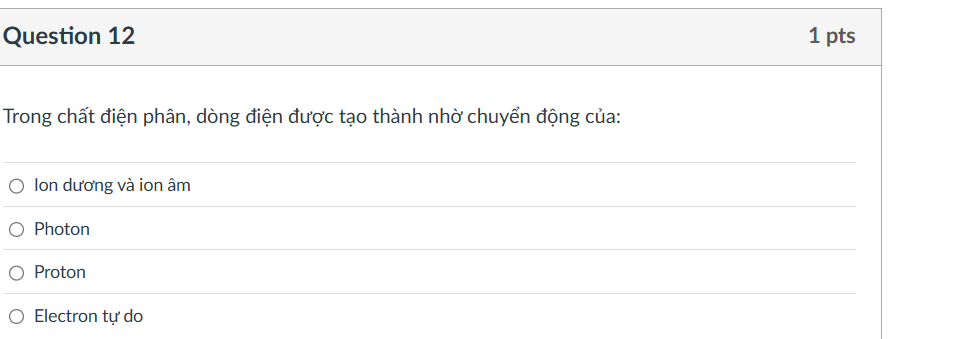 Question 12
1 pts
Trong chất điện phân, dòng điện được tạo thành nhờ chuyển động của:
Ion dương và ion âm
Photon
Proton
Electron tự do